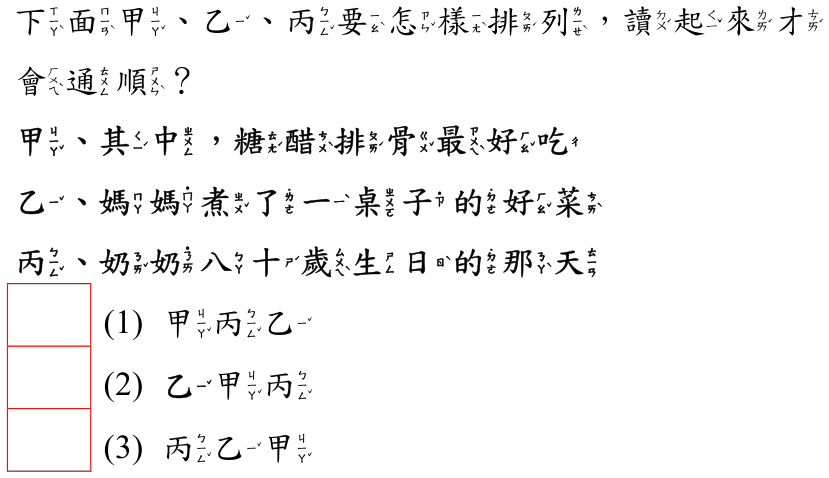 下面甲、乙、丙要怎樣排列，讀起來才
會通順？
甲、其中，糖醋排骨最好吃
乙、媽媽煮了一桌子的好菜
丙、奶奶八十歲生日的那天
(1) 甲丙乙
(2) 乙甲丙
(3) 丙乙甲